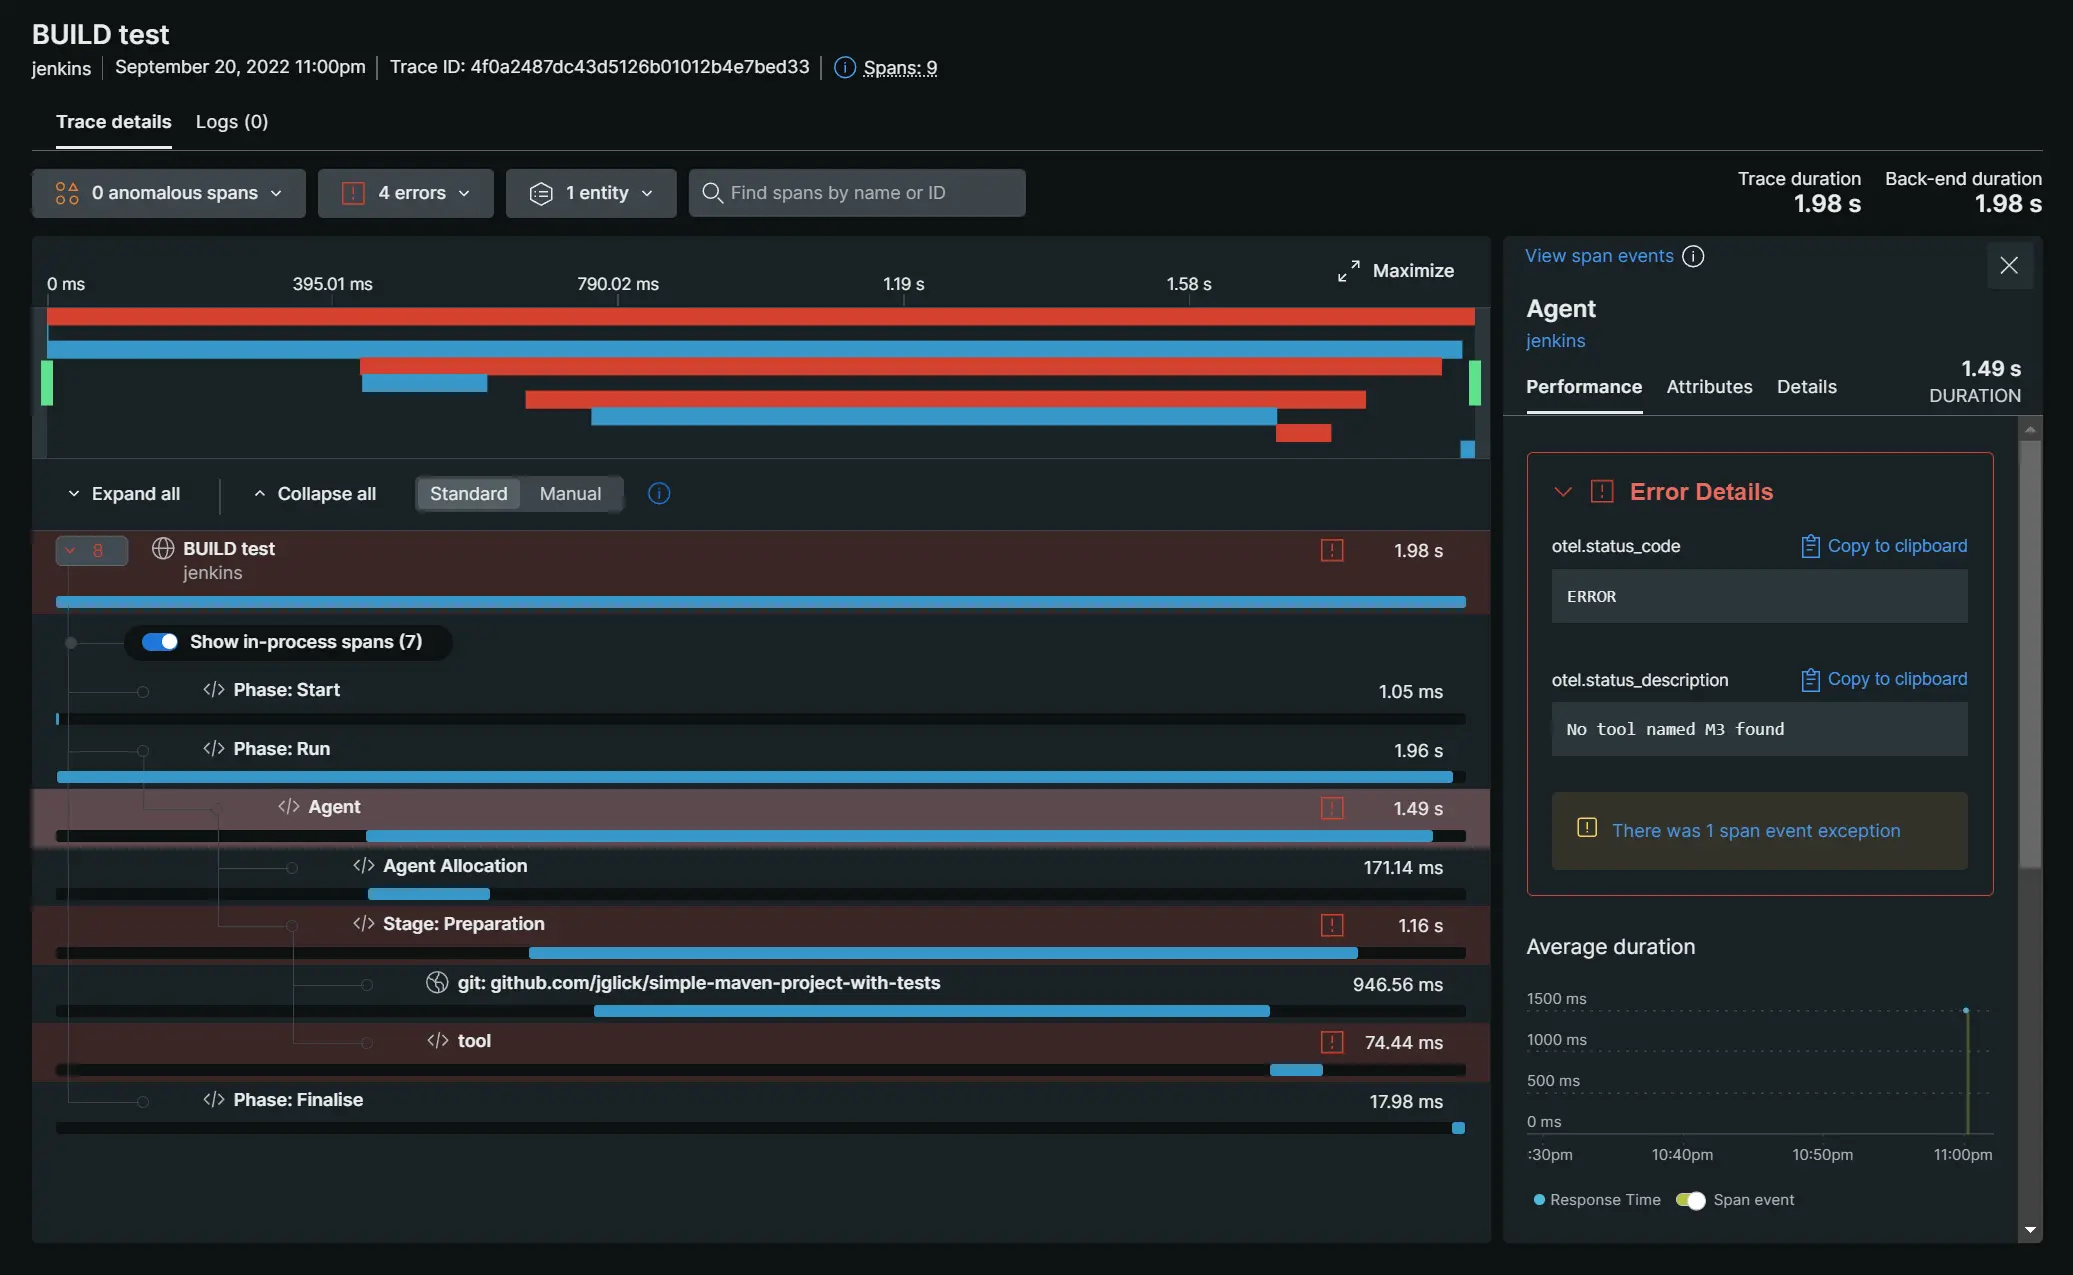 BUILD test
jenkins | September 20, 2022 11:00pm | Trace ID: 4f0a2487dc43d5126b01012b4e7bed33 | Spans: 9
Trace details Logs (0)
0 anomalous spans 4 errors 1 entity Find spans by name or ID
Trace duration
1.98 s
Back-end duration
1.98 s
Maximize
0 ms 395.01 ms 790.02 ms 1.19 s 1.58 s
Expand all Collapse all Standard Manual
8 BUILD test 1.98 s
jenkins
Show in-process spans (7)
Phase: Start 1.05 ms
Phase: Run 1.96 s
Agent 1.49 s
Agent Allocation 171.14 ms
Stage: Preparation 1.16 s
git: github.com/jglick/simple-maven-project-with-tests 946.56 ms
tool 74.44 ms
Phase: Finalise 17.98 ms
View span events
Agent
jenkins
1.49 s
DURATION
Performance Attributes Details
Error Details
otel.status_code Copy to clipboard
ERROR
otel.status_description Copy to clipboard
No tool named M3 found
There was 1 span event exception
Average duration
1500 ms
1000 ms
500 ms
0 ms
:30pm 10:40pm 10:50pm 11:00pm
Response Time Span event